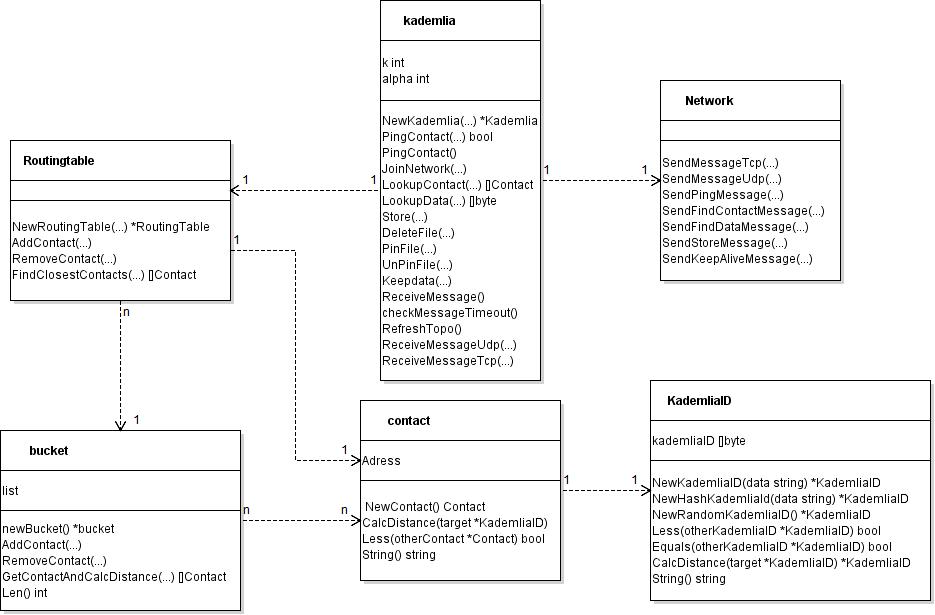 kademlia
k int
alpha int
NewKademlia(...) *Kademlia
PingContact(...) bool
PingContact()
JoinNetwork(...)
LookupContact(...) []Contact
LookupData(...) []byte
Store(...)
DeleteFile(...)
PinFile(...)
UnPinFile(...)
Keepdata(...)
ReceiveMessage()
checkMessageTimeout()
RefreshTopo()
ReceiveMessageUdp(...)
ReceiveMessageTcp(...)
1
1
Network
SendMessageTcp(...)
SendMessageUdp(...)
SendPingMessage(...)
SendFindContactMessage(...)
SendFindDataMessage(...)
SendStoreMessage(...)
SendKeepAliveMessage(...)
1
1
Routingtable
NewRoutingTable(...) *RoutingTable
AddContact(...)
RemoveContact(...)
FindClosestContacts(...) []Contact
1
1
n
1
bucket
list
newBucket() *bucket
AddContact(...)
RemoveContact(...)
GetContactAndCalcDistance(...) []Contact
Len() int
n
n
contact
Adress
NewContact() Contact
CalcDistance(target *KademliaID)
Less(otherContact *Contact) bool
String() string
1
1
KademliaID
kademliaID []byte
NewKademliaID(data string) *KademliaID
NewHashKademliaId(data string) *KademliaID
NewRandomKademliaID() *KademliaID
Less(otherKademliaID *KademliaID) bool
Equals(otherKademliaID *KademliaID) bool
CalcDistance(target *KademliaID) *KademliaID
String() string